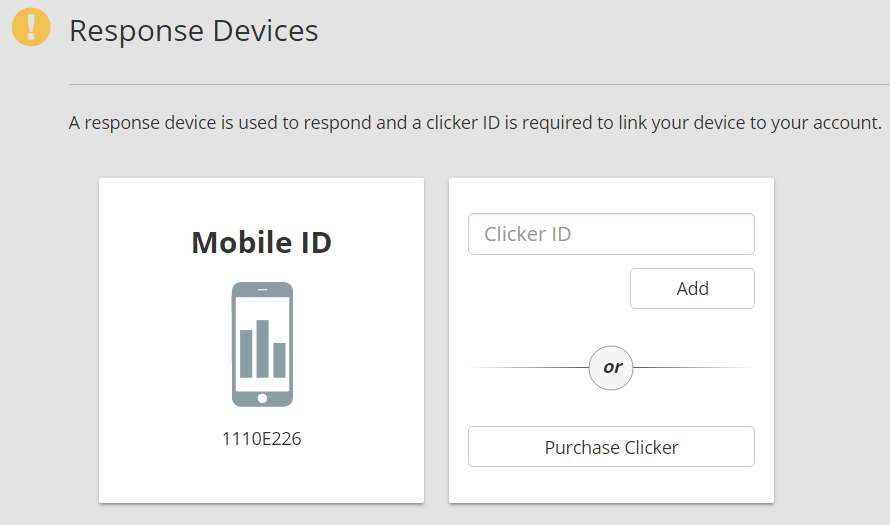 Response Devices
A response device is used to respond and a clicker ID is required to link your device to your account.
Mobile ID
1110E226
Clicker ID
Add
or
Purchase Clicker